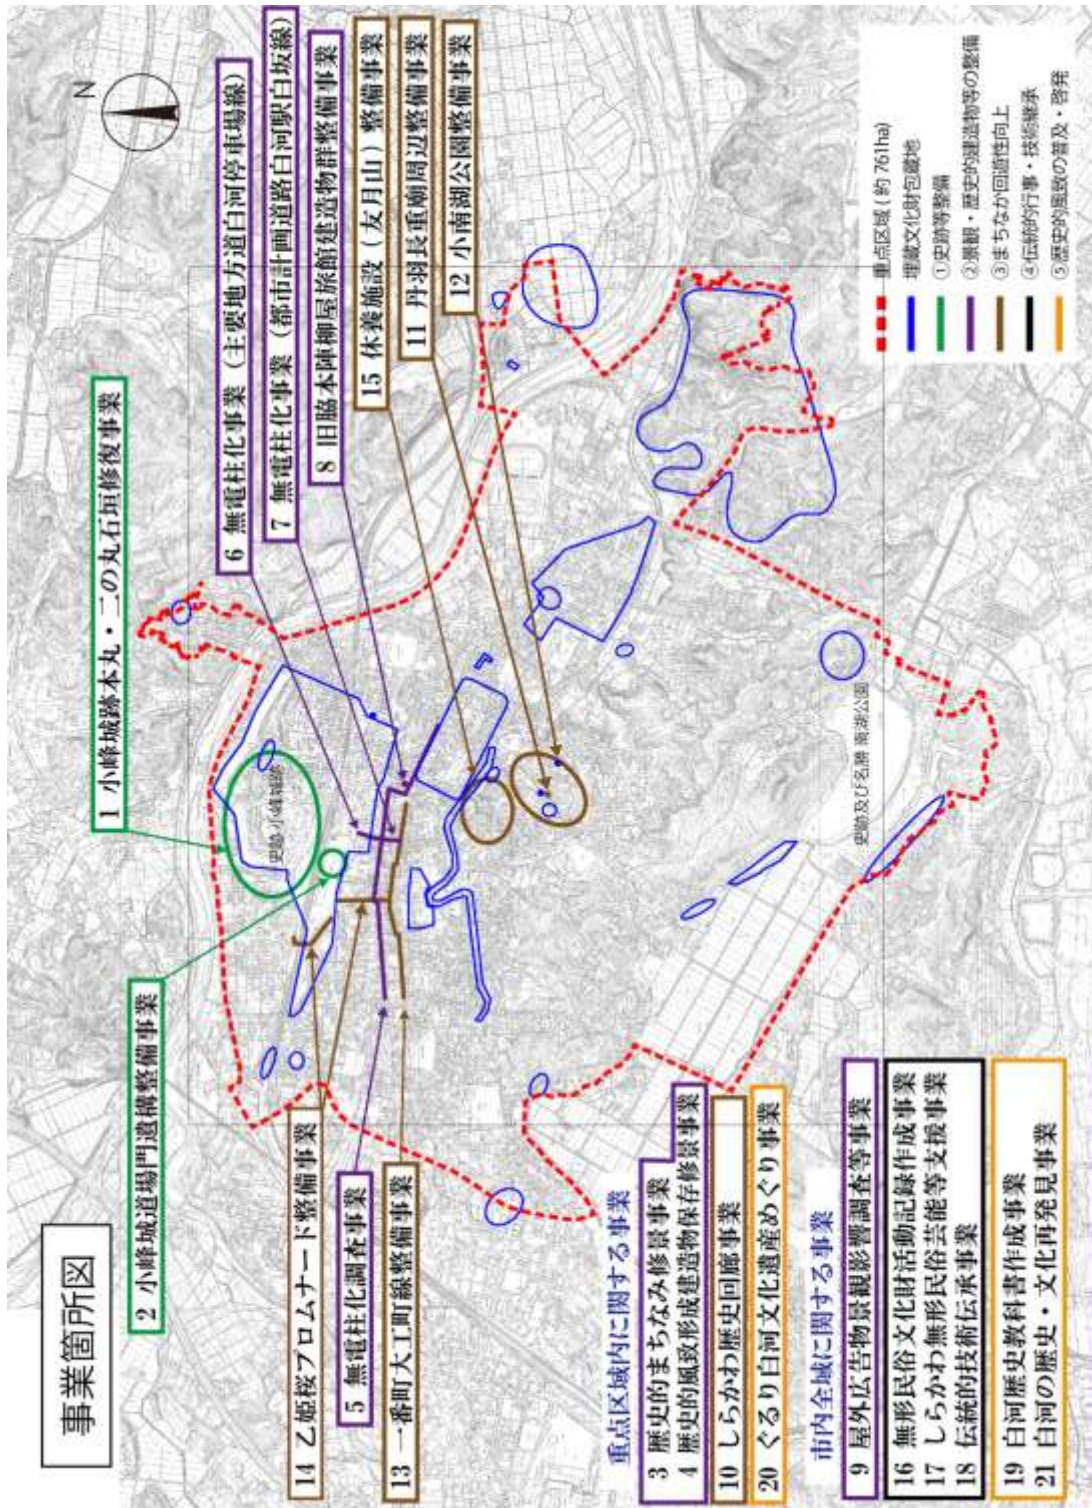 事業箇所図
N
1 小峰城跡本丸・二の丸石垣修復事業
2 小峰城道場門遺構整備事業
6 無電柱化事業（主要地方道白河停車場線）
7 無電柱化事業（都市計画道路白河駅白坂線）
8 旧脇本陣柳屋旅館建造物群整備事業
15 休養施設（友月山）整備事業
11 丹羽長重廟周辺整備事業
12 小南湖公園整備事業
14 乙姫桜プロムナード整備事業
5 無電柱化調査事業
13 一番町大工町線整備事業
史跡 小峰城跡
史跡及び名勝 南湖公園
重点区域内に関する事業
3 歴史的まちなみ修景事業
4 歴史的風致形成建造物保存修景事業
10 しらかわ歴史回廊事業
20 ぐるり白河文化遺産めぐり事業
市内全域に関する事業
9 屋外広告物景観影響調査等事業
16 無形民俗文化財活動記録作成事業
17 しらかわ無形民俗芸能等支援事業
18 伝統的技術伝承事業
19 白河歴史教科書作成事業
21 白河の歴史・文化再発見事業
重点区域(約761ha)
埋蔵文化財包蔵地
①史跡等整備
②景観・歴史的建造物等の整備
③まちなか回遊性向上
④伝統的行事・技術継承
⑤歴史的風致の普及・啓発